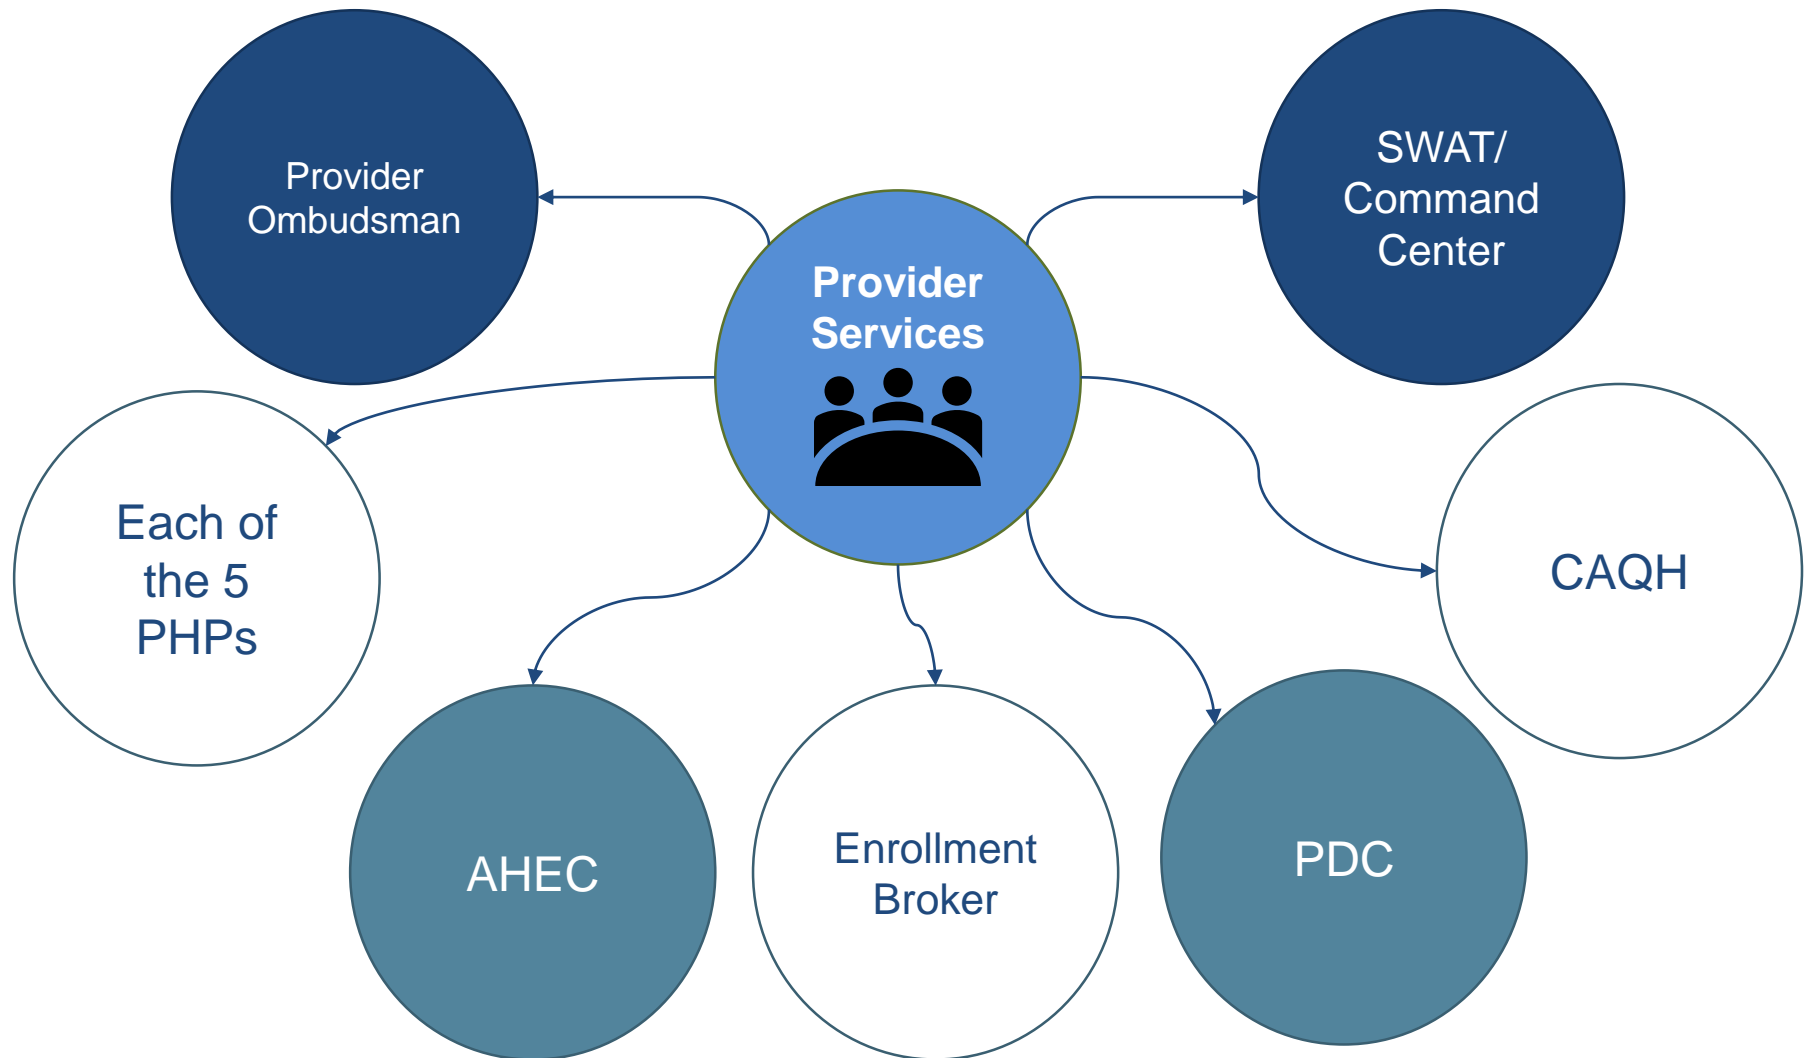 Provider
Ombudsman
SWAT/
Command
Center
Provider
Services
Each of
the 5
PHPs
CAQH
AHEC
Enrollment
Broker
PDC